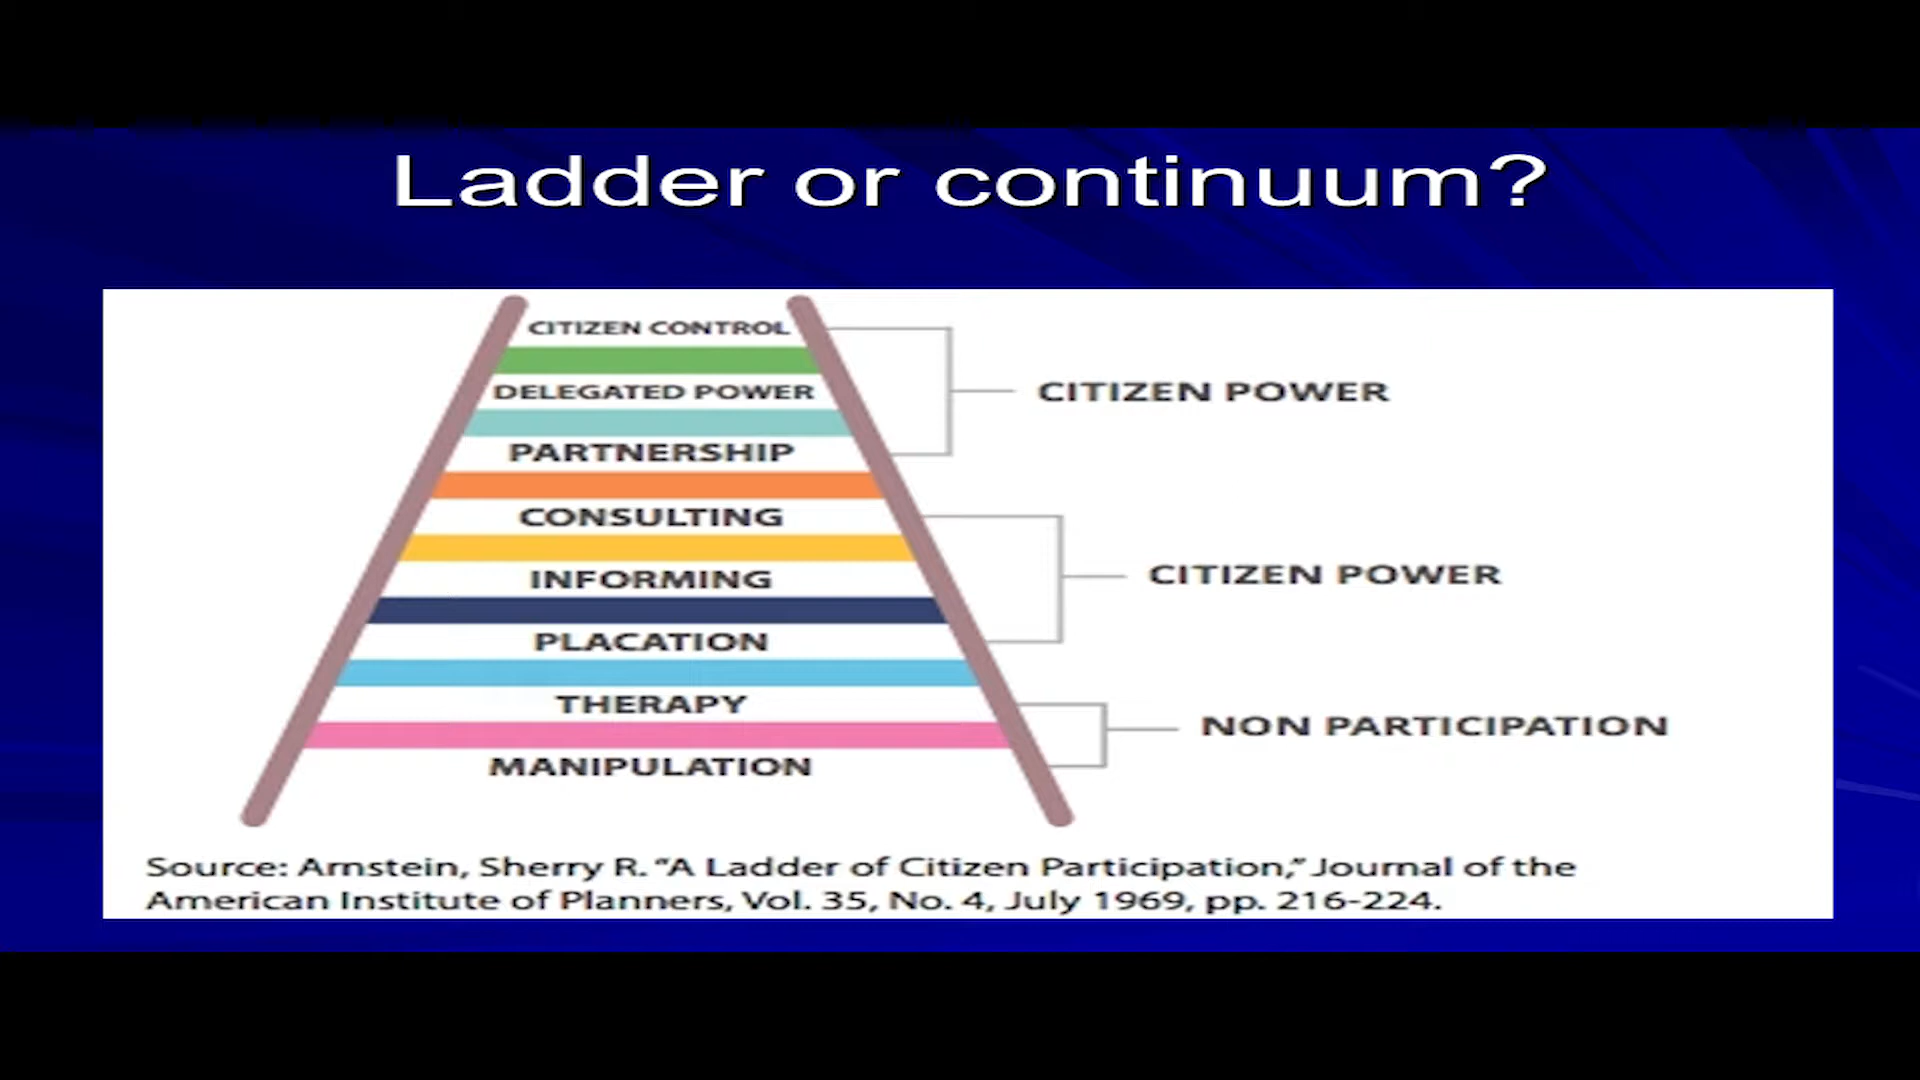 Ladder or continuum?
CITIZEN CONTROL
DELEGATED POWER
PARTNERSHIP
CITIZEN POWER
CONSULTING
INFORMING
PLACATION
CITIZEN POWER
THERAPY
MANIPULATION
NON PARTICIPATION
Source: Arnstein, Sherry R. “A Ladder of Citizen Participation,” Journal of the
American Institute of Planners, Vol. 35, No. 4, July 1969, pp. 216-224.